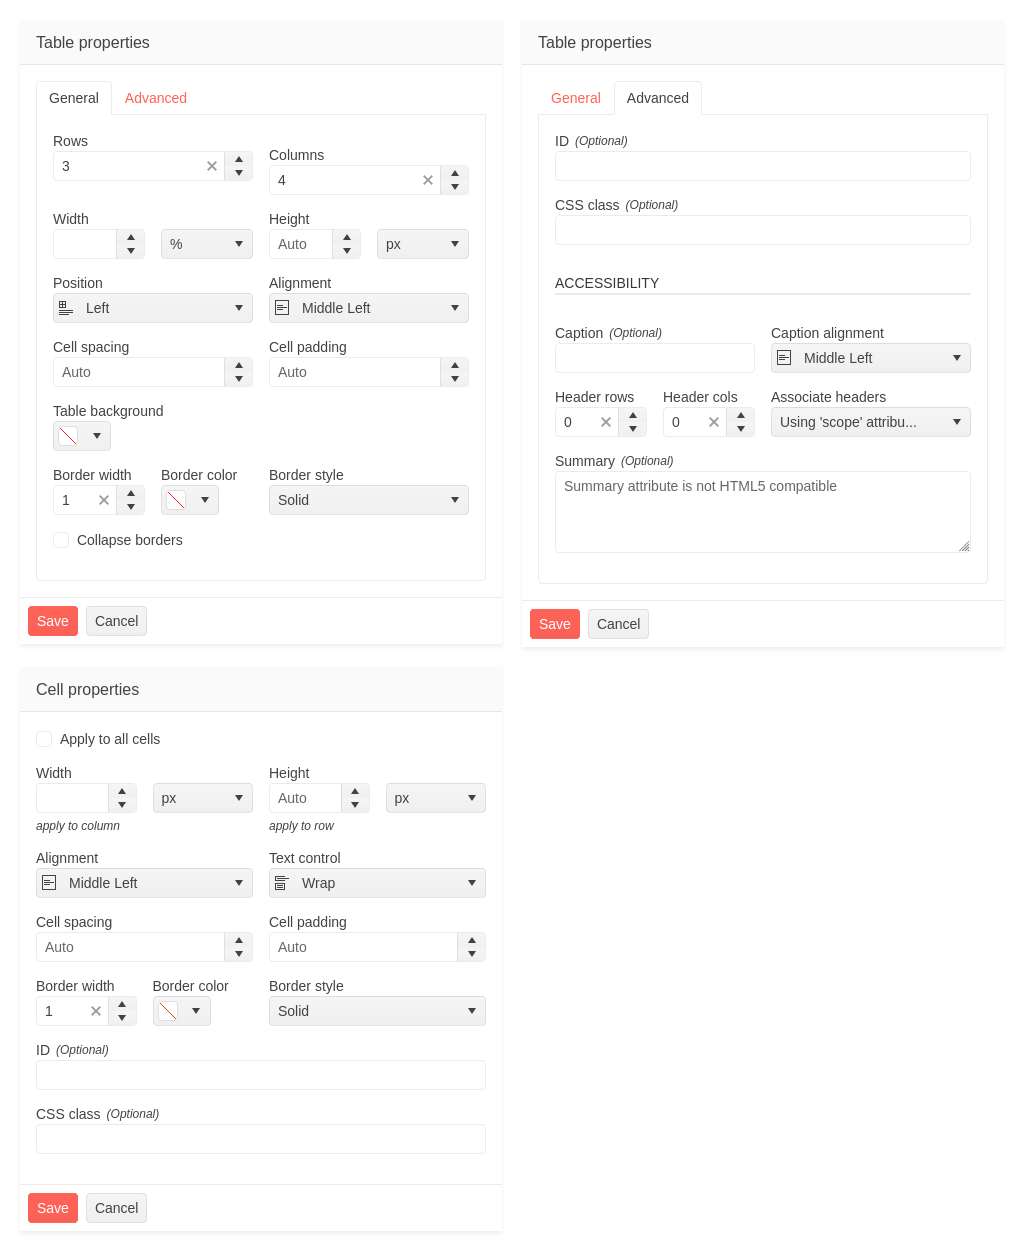 Table properties
General Advanced
Rows
3
Columns
4
Width
%
Height
Auto px
Position
Left
Alignment
Middle Left
Cell spacing
Auto
Cell padding
Auto
Table background
Border width
1
Border color
Border style
Solid
Collapse borders
Save Cancel
Table properties
General Advanced
ID (Optional)
CSS class (Optional)
ACCESSIBILITY
Caption (Optional)
Caption alignment
Middle Left
Header rows
0
Header cols
0
Associate headers
Using 'scope' attribu...
Summary (Optional)
Summary attribute is not HTML5 compatible
Save Cancel
Cell properties
Apply to all cells
Width
px
apply to column
Height
Auto px
apply to row
Alignment
Middle Left
Text control
Wrap
Cell spacing
Auto
Cell padding
Auto
Border width
1
Border color
Border style
Solid
ID (Optional)
CSS class (Optional)
Save Cancel